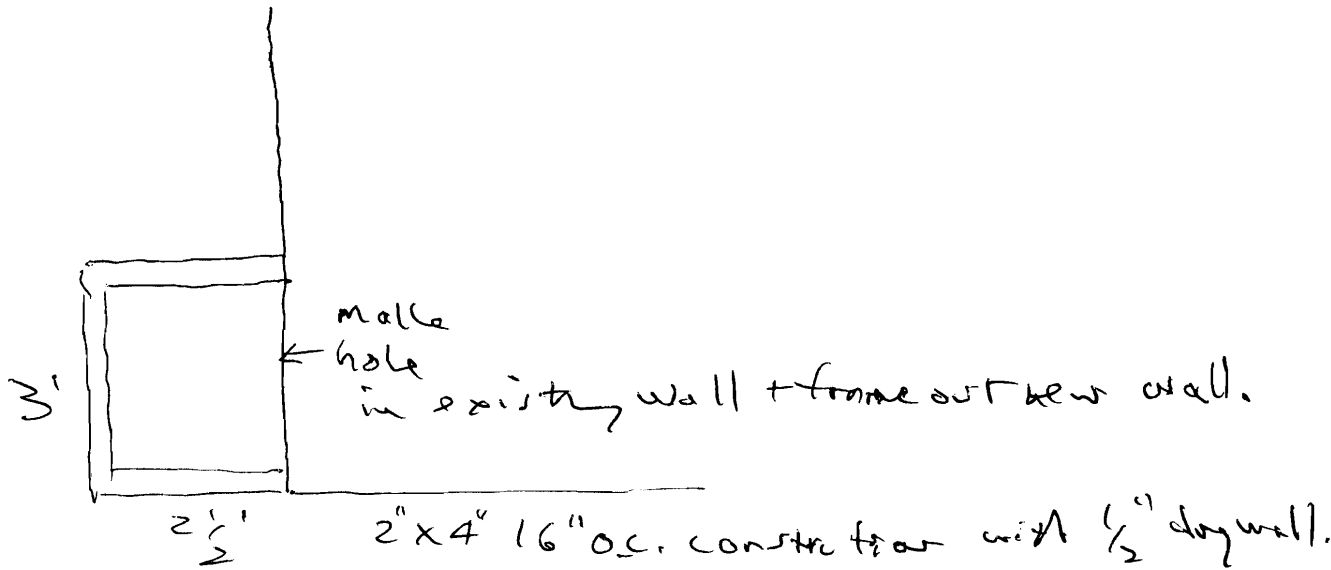 make
hole
in existing wall + frame out new wall.
3'
2 1/2'
2"x4" 16" O.C. construction with 1/2" drywall.